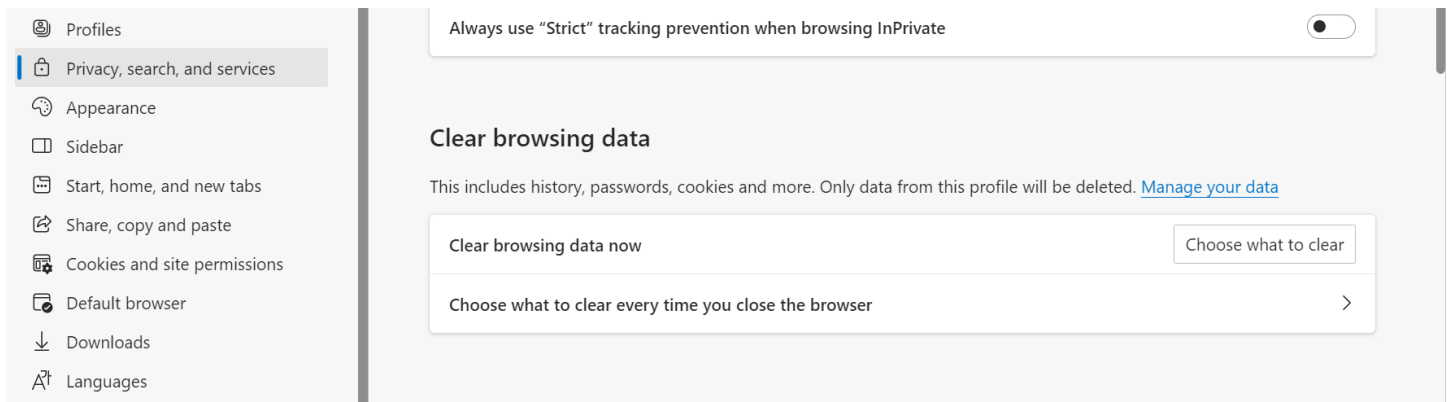 Profiles
Privacy, search, and services
Appearance
Sidebar
Start, home, and new tabs
Share, copy and paste
Cookies and site permissions
Default browser
Downloads
Languages
Always use “Strict” tracking prevention when browsing InPrivate
Clear browsing data
This includes history, passwords, cookies and more. Only data from this profile will be deleted. Manage your data
Clear browsing data now
Choose what to clear
Choose what to clear every time you close the browser